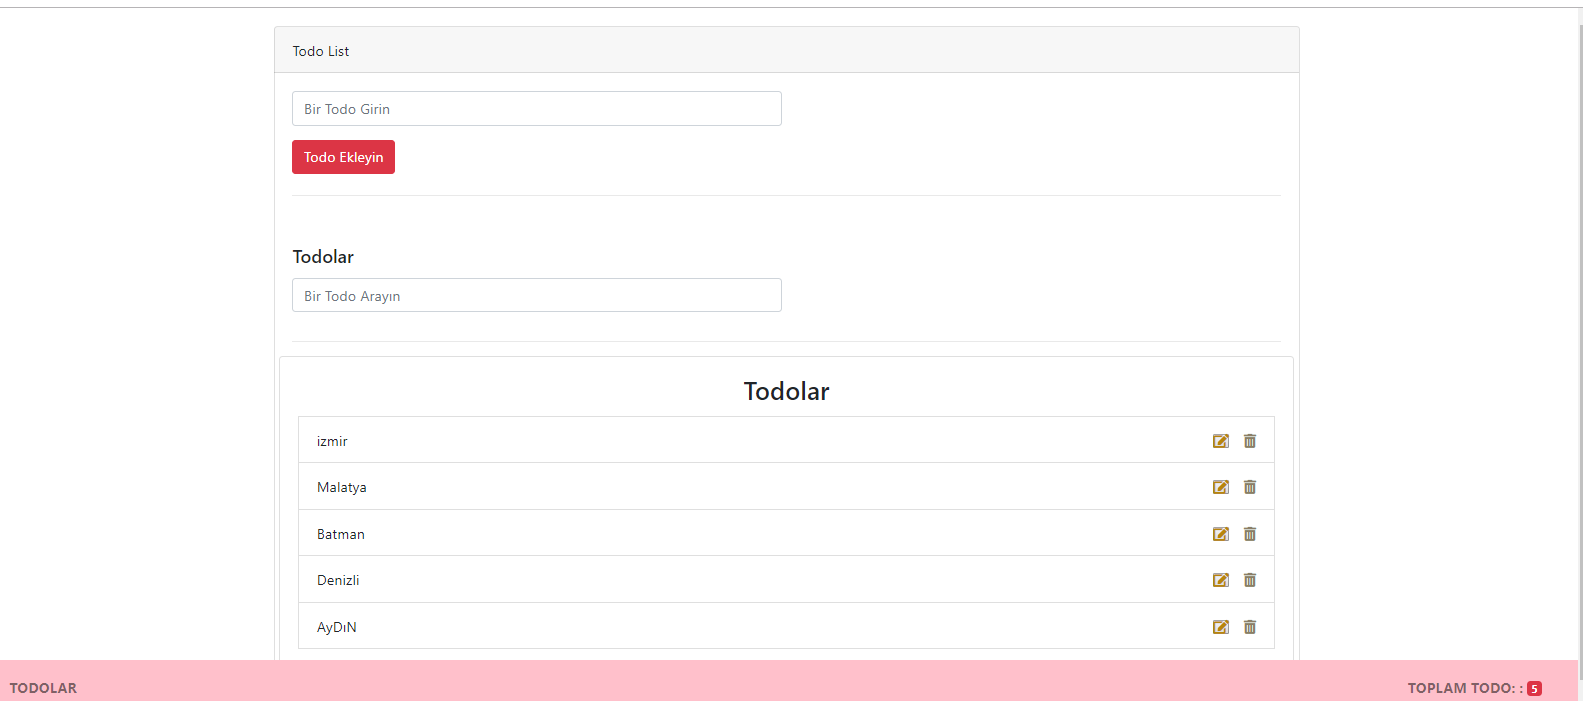 Todo List
Bir Todo Girin
Todo Ekleyin
Todolar
Bir Todo Arayın
Todolar
izmir
Malatya
Batman
Denizli
AyDıN
TODOLAR
TOPLAM TODO: : 5